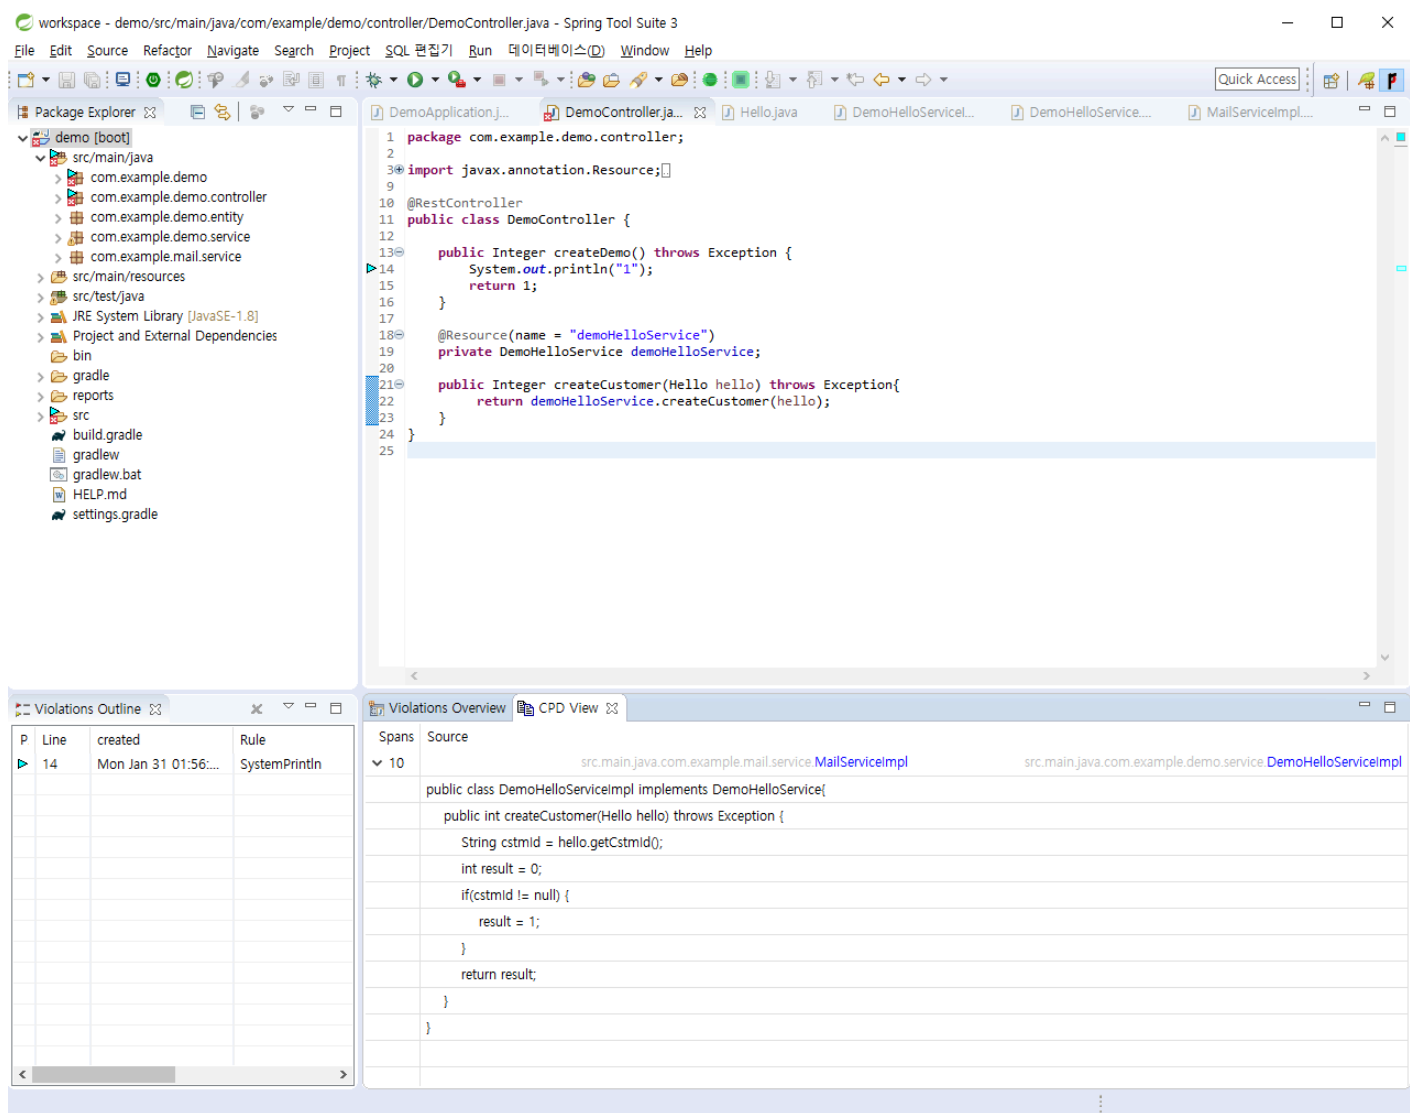 workspace - demo/src/main/java/com/example/demo/controller/DemoController.java - Spring Tool Suite 3
File Edit Source Refactor Navigate Search Project SQL 편집기 Run 데이터베이스(D) Window Help
Quick Access
Package Explorer
demo [boot]
src/main/java
com.example.demo
com.example.demo.controller
com.example.demo.entity
com.example.demo.service
com.example.mail.service
src/main/resources
src/test/java
JRE System Library [JavaSE-1.8]
Project and External Dependencies
bin
gradle
reports
src
build.gradle
gradlew
gradlew.bat
HELP.md
settings.gradle
DemoApplication.j... DemoController.ja... Hello.java DemoHelloServiceI... DemoHelloService.... MailServiceImpl....
1 package com.example.demo.controller;
2
3 import javax.annotation.Resource;
9
10 @RestController
11 public class DemoController {
12
13 public Integer createDemo() throws Exception {
14 System.out.println("1");
15 return 1;
16 }
17
18 @Resource(name = "demoHelloService")
19 private DemoHelloService demoHelloService;
20
21 public Integer createCustomer(Hello hello) throws Exception{
22 return demoHelloService.createCustomer(hello);
23 }
24 }
25
Violations Outline
P Line created Rule
14 Mon Jan 31 01:56:... SystemPrintln
Violations Overview CPD View
Spans Source
10 src.main.java.com.example.mail.service.MailServiceImpl src.main.java.com.example.demo.service.DemoHelloServiceImpl
public class DemoHelloServiceImpl implements DemoHelloService{
public int createCustomer(Hello hello) throws Exception {
String cstmId = hello.getCstmId();
int result = 0;
if(cstmId != null) {
result = 1;
}
return result;
}
}